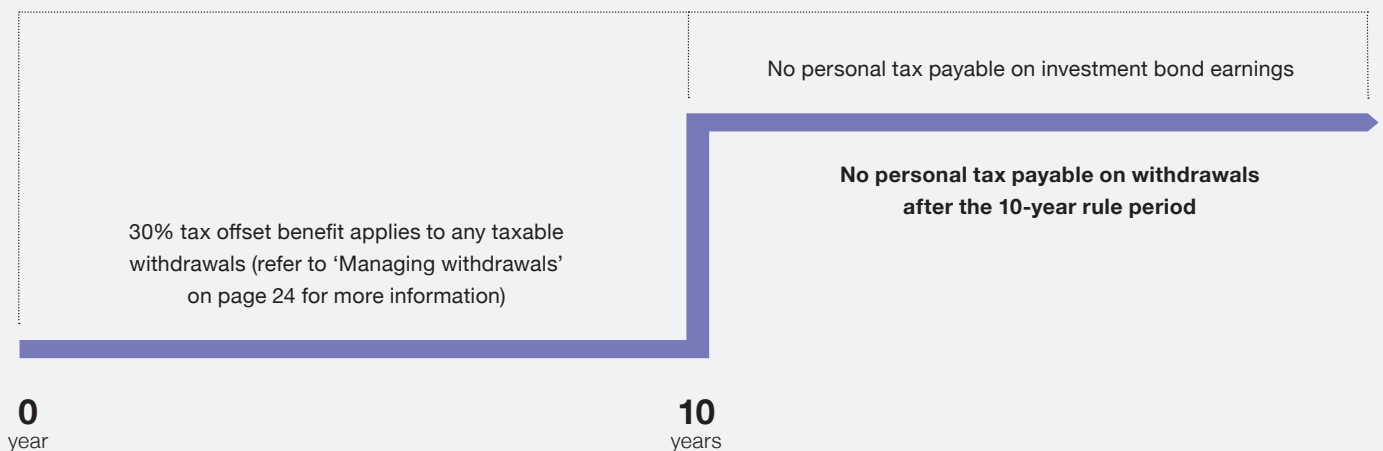 No personal tax payable on investment bond earnings
No personal tax payable on withdrawals
after the 10-year rule period
30% tax offset benefit applies to any taxable
withdrawals (refer to ‘Managing withdrawals’
on page 24 for more information)
0
year
10
years